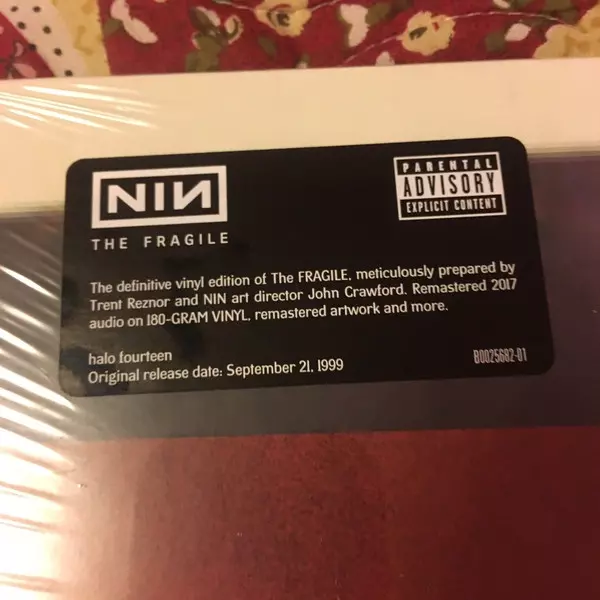 NIN
THE FRAGILE
PARENTAL
ADVISORY
EXPLICIT CONTENT
The definitive vinyl edition of The FRAGILE, meticulously prepared by
Trent Reznor and NIN art director John Crawford. Remastered 2017
audio on 180-GRAM VINYL, remastered artwork and more.
halo fourteen
Original release date: September 21, 1999
B0025682-01